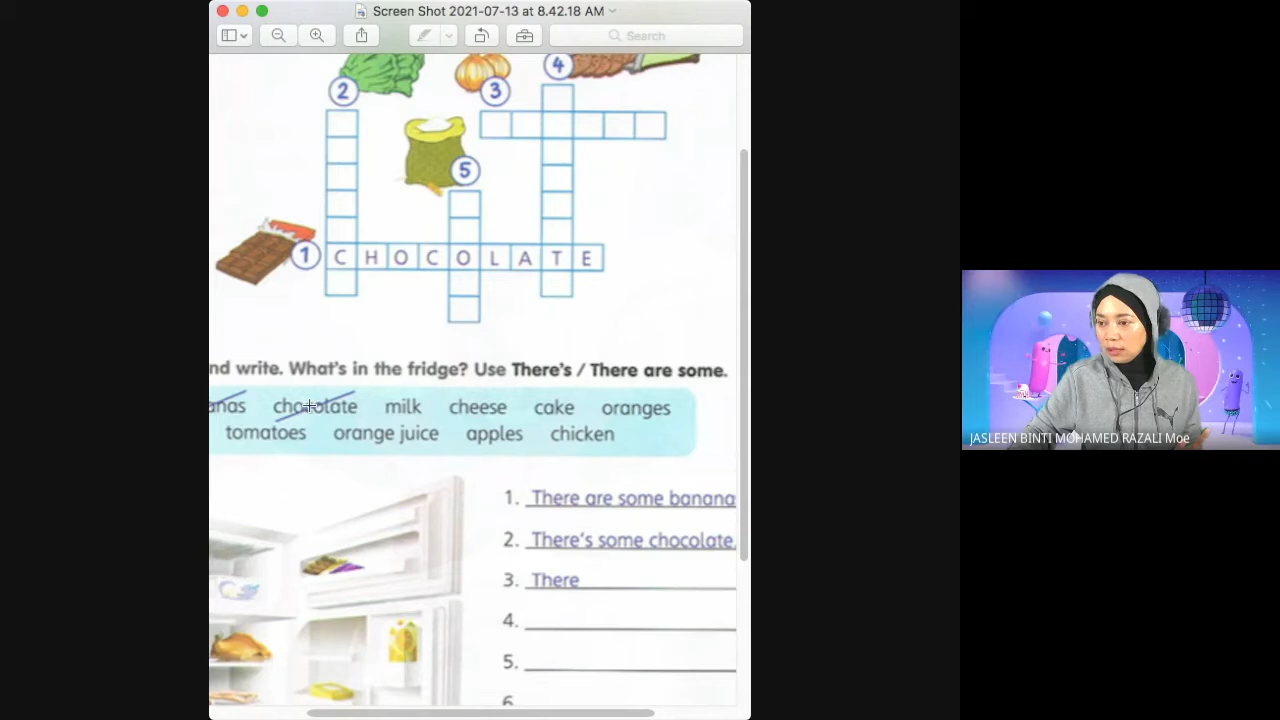 Screen Shot 2021-07-13 at 8.42.18 AM
Search
4
2
3
5
1 CHOCOLATE
nd write. What's in the fridge? Use There's / There are some.
anas chocolate milk cheese cake oranges
tomatoes orange juice apples chicken
1. There are some banana
2. There's some chocolate.
3. There
4.
5.
6.
JASLEEN BINTI MOHAMED RAZALI Moe